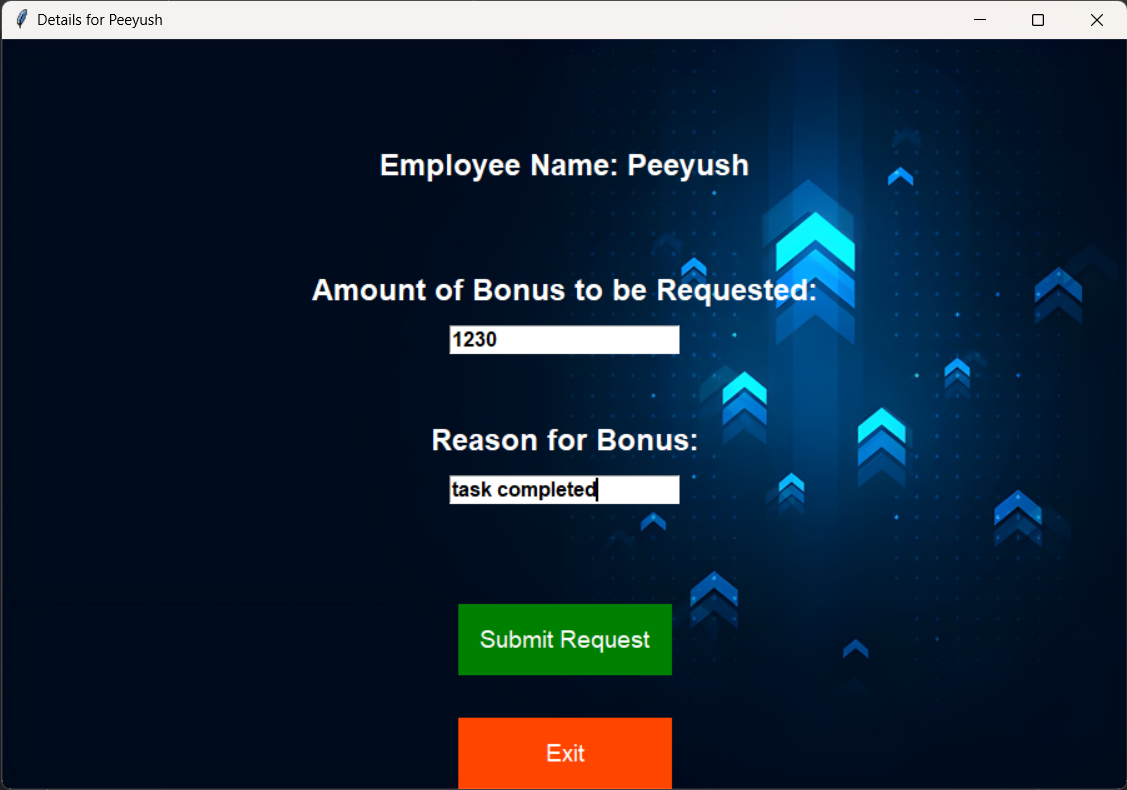 Details for Peeyush
Employee Name: Peeyush
Amount of Bonus to be Requested:
1230
Reason for Bonus:
task completed
Submit Request
Exit